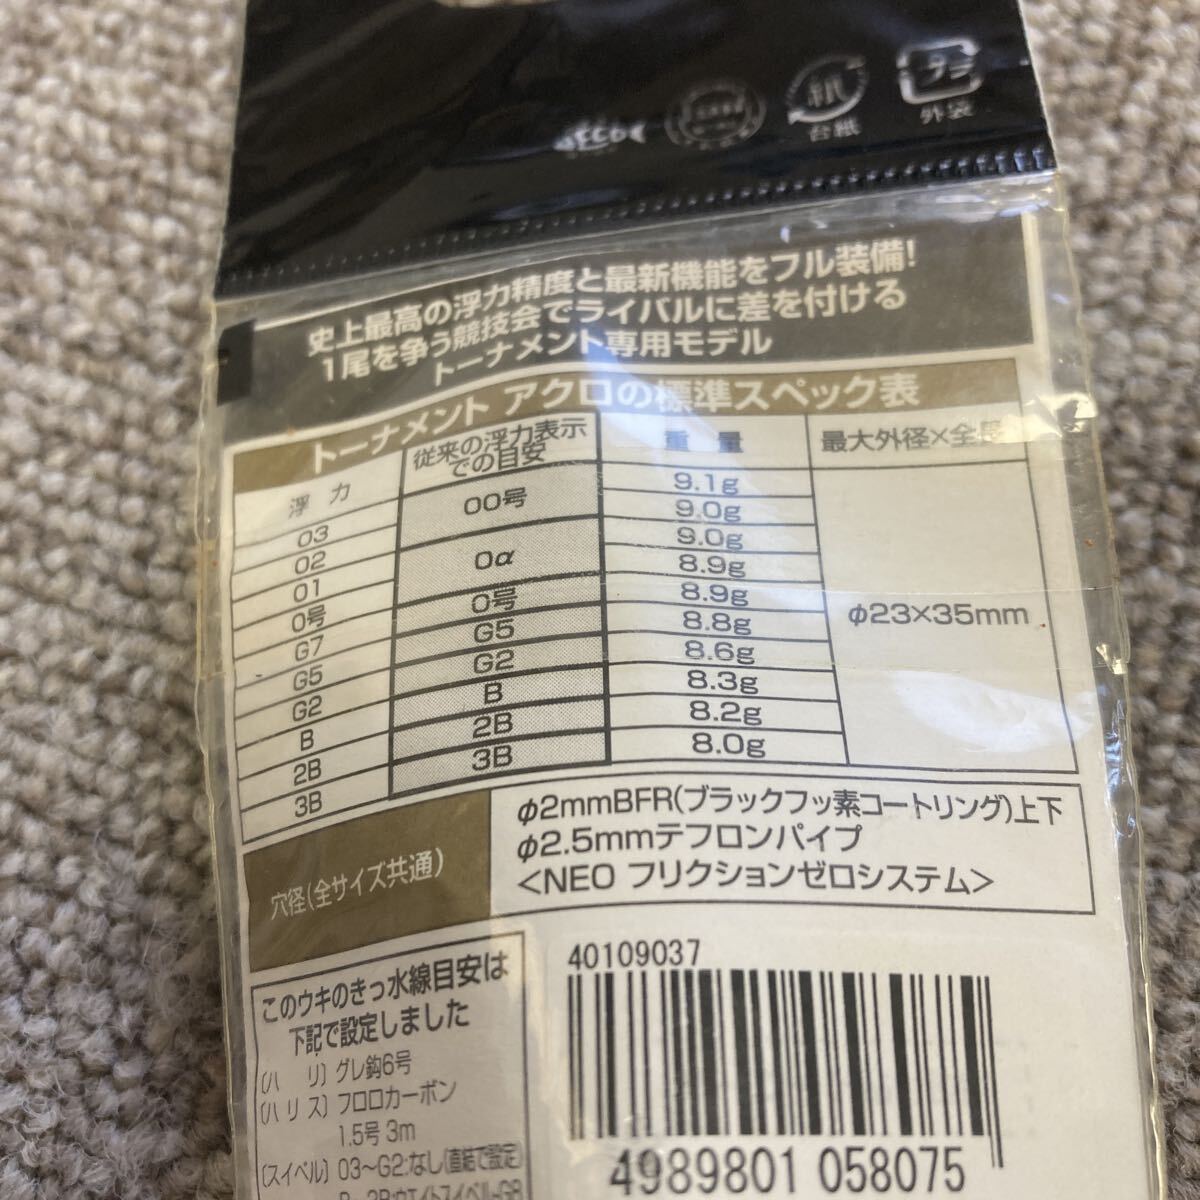 紙
台紙
プラ
外袋
史上最高の浮力精度と最新機能をフル装備!
1尾を争う競技会でライバルに差を付ける
トーナメント専用モデル
トーナメント アクロの標準スペック表
浮 力 従来の浮力表示での目安 重 量 最大外径×全長
03 00号 9.1g φ23×35mm
02 9.0g
01 0α 9.0g
0号 8.9g
G7 0号 8.9g
G5 G5 8.8g
G2 G2 8.6g
B B 8.3g
2B 2B 8.2g
3B 3B 8.0g
穴径(全サイズ共通)
φ2mmBFR(ブラックフッ素コートリング)上下
φ2.5mmテフロンパイプ
<NEO フリクションゼロシステム>
このウキのきっ水線目安は
下記で設定しました
〔ハ リ〕グレ鈎6号
〔ハリス〕フロロカーボン
1.5号 3m
〔スイベル〕03~G2:なし(直結で設定)
B~3B:ウエイトスイベル-G8
40109037
4989801 058075